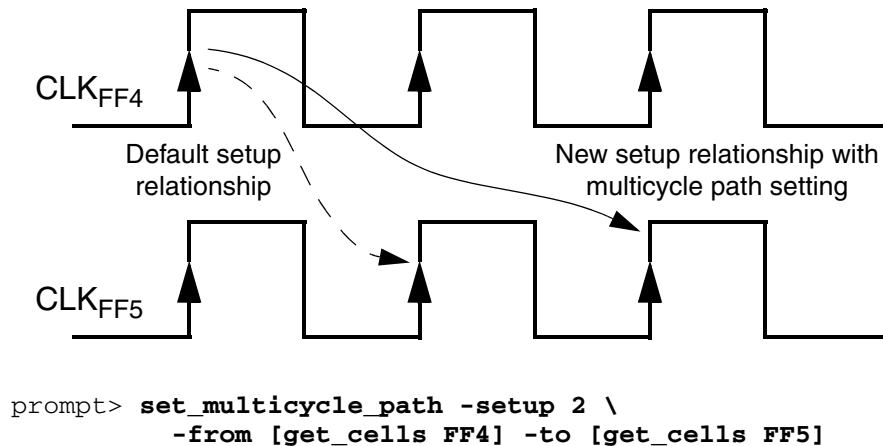 CLKFF4
Default setup
relationship
New setup relationship with
multicycle path setting
CLKFF5
prompt> set_multicycle_path -setup 2 \
-from [get_cells FF4] -to [get_cells FF5]